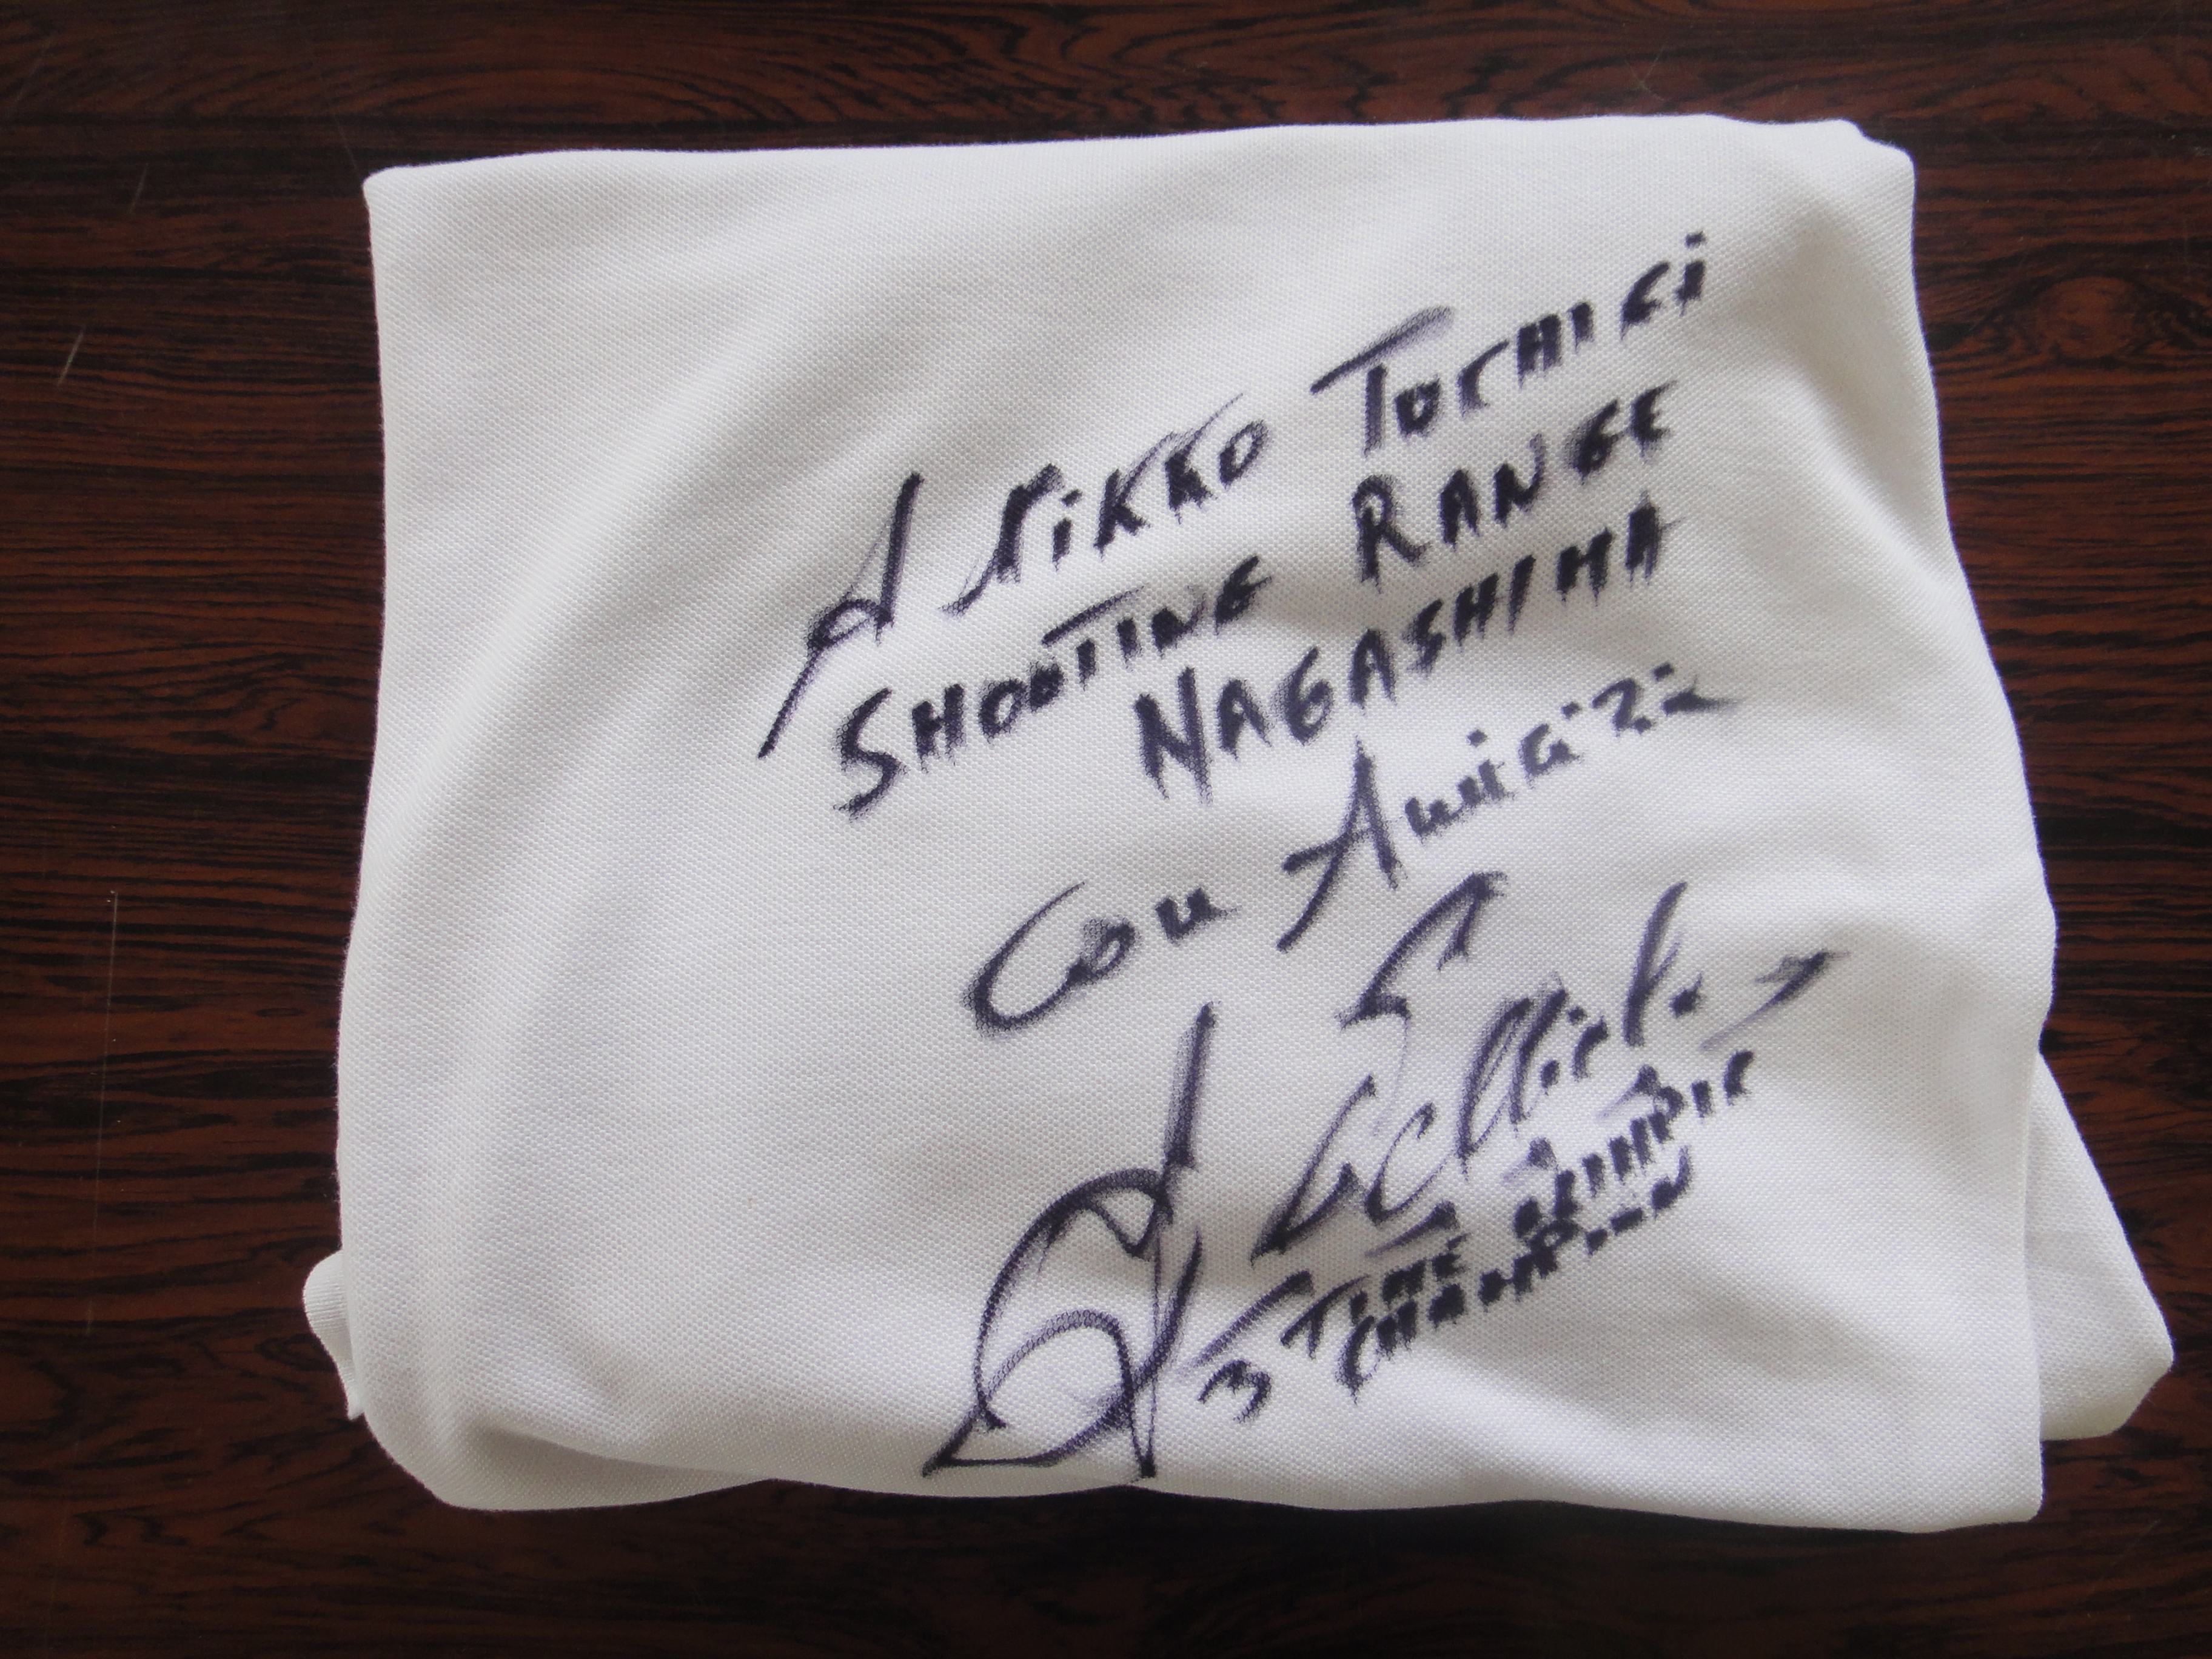 A NIKKO TOCHIGI
SHOOTING RANGE
NAGASHIMA
Con Amicizia
3 TIME OLIMPIC
CHAMPION